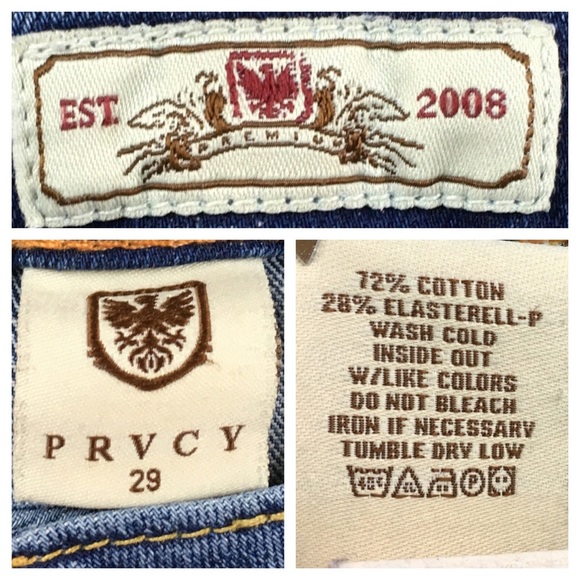 EST. 2008
PREMIUM
PRVCY
29
72% COTTON
28% ELASTERELL-P
WASH COLD
INSIDE OUT
W/LIKE COLORS
DO NOT BLEACH
IRON IF NECESSARY
TUMBLE DRY LOW